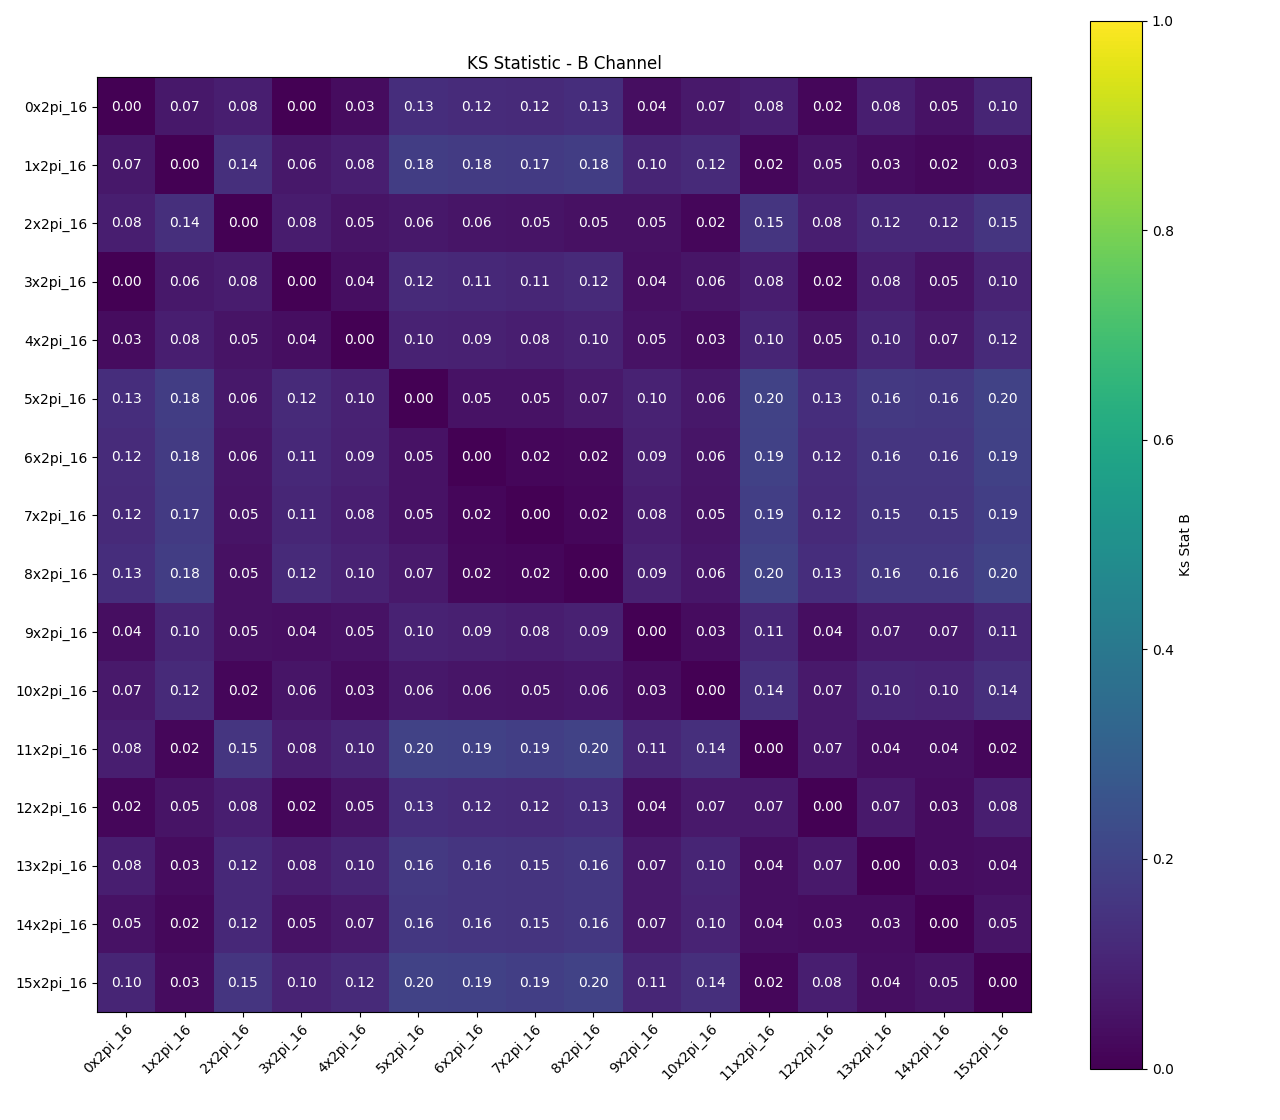 KS Statistic - B Channel
0x2pi_16 0.00 0.07 0.08 0.00 0.03 0.13 0.12 0.12 0.13 0.04 0.07 0.08 0.02 0.08 0.05 0.10
1x2pi_16 0.07 0.00 0.14 0.06 0.08 0.18 0.18 0.17 0.18 0.10 0.12 0.02 0.05 0.03 0.02 0.03
2x2pi_16 0.08 0.14 0.00 0.08 0.05 0.06 0.06 0.05 0.05 0.05 0.02 0.15 0.08 0.12 0.12 0.15
3x2pi_16 0.00 0.06 0.08 0.00 0.04 0.12 0.11 0.11 0.12 0.04 0.06 0.08 0.02 0.08 0.05 0.10
4x2pi_16 0.03 0.08 0.05 0.04 0.00 0.10 0.09 0.08 0.10 0.05 0.03 0.10 0.05 0.10 0.07 0.12
5x2pi_16 0.13 0.18 0.06 0.12 0.10 0.00 0.05 0.05 0.07 0.10 0.06 0.20 0.13 0.16 0.16 0.20
6x2pi_16 0.12 0.18 0.06 0.11 0.09 0.05 0.00 0.02 0.02 0.09 0.06 0.19 0.12 0.16 0.16 0.19
7x2pi_16 0.12 0.17 0.05 0.11 0.08 0.05 0.02 0.00 0.02 0.08 0.05 0.19 0.12 0.15 0.15 0.19
8x2pi_16 0.13 0.18 0.05 0.12 0.10 0.07 0.02 0.02 0.00 0.09 0.06 0.20 0.13 0.16 0.16 0.20
9x2pi_16 0.04 0.10 0.05 0.04 0.05 0.10 0.09 0.08 0.09 0.00 0.03 0.11 0.04 0.07 0.07 0.11
10x2pi_16 0.07 0.12 0.02 0.06 0.03 0.06 0.06 0.05 0.06 0.03 0.00 0.14 0.07 0.10 0.10 0.14
11x2pi_16 0.08 0.02 0.15 0.08 0.10 0.20 0.19 0.19 0.20 0.11 0.14 0.00 0.07 0.04 0.04 0.02
12x2pi_16 0.02 0.05 0.08 0.02 0.05 0.13 0.12 0.12 0.13 0.04 0.07 0.07 0.00 0.07 0.03 0.08
13x2pi_16 0.08 0.03 0.12 0.08 0.10 0.16 0.16 0.15 0.16 0.07 0.10 0.04 0.07 0.00 0.03 0.04
14x2pi_16 0.05 0.02 0.12 0.05 0.07 0.16 0.16 0.15 0.16 0.07 0.10 0.04 0.03 0.03 0.00 0.05
15x2pi_16 0.10 0.03 0.15 0.10 0.12 0.20 0.19 0.19 0.20 0.11 0.14 0.02 0.08 0.04 0.05 0.00
0x2pi_16 1x2pi_16 2x2pi_16 3x2pi_16 4x2pi_16 5x2pi_16 6x2pi_16 7x2pi_16 8x2pi_16 9x2pi_16 10x2pi_16 11x2pi_16 12x2pi_16 13x2pi_16 14x2pi_16 15x2pi_16
1.0
0.8
0.6
0.4
0.2
0.0
Ks Stat B